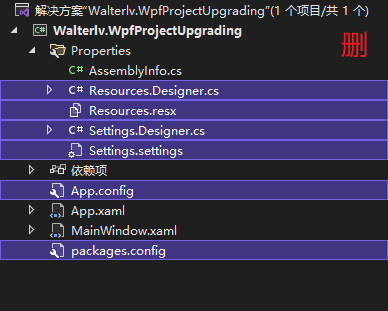 解决方案"Walterlv.WpfProjectUpgrading"(1 个项目/共 1 个)
Walterlv.WpfProjectUpgrading
删
Properties
C# AssemblyInfo.cs
C# Resources.Designer.cs
Resources.resx
C# Settings.Designer.cs
Settings.settings
依赖项
App.config
App.xaml
MainWindow.xaml
packages.config